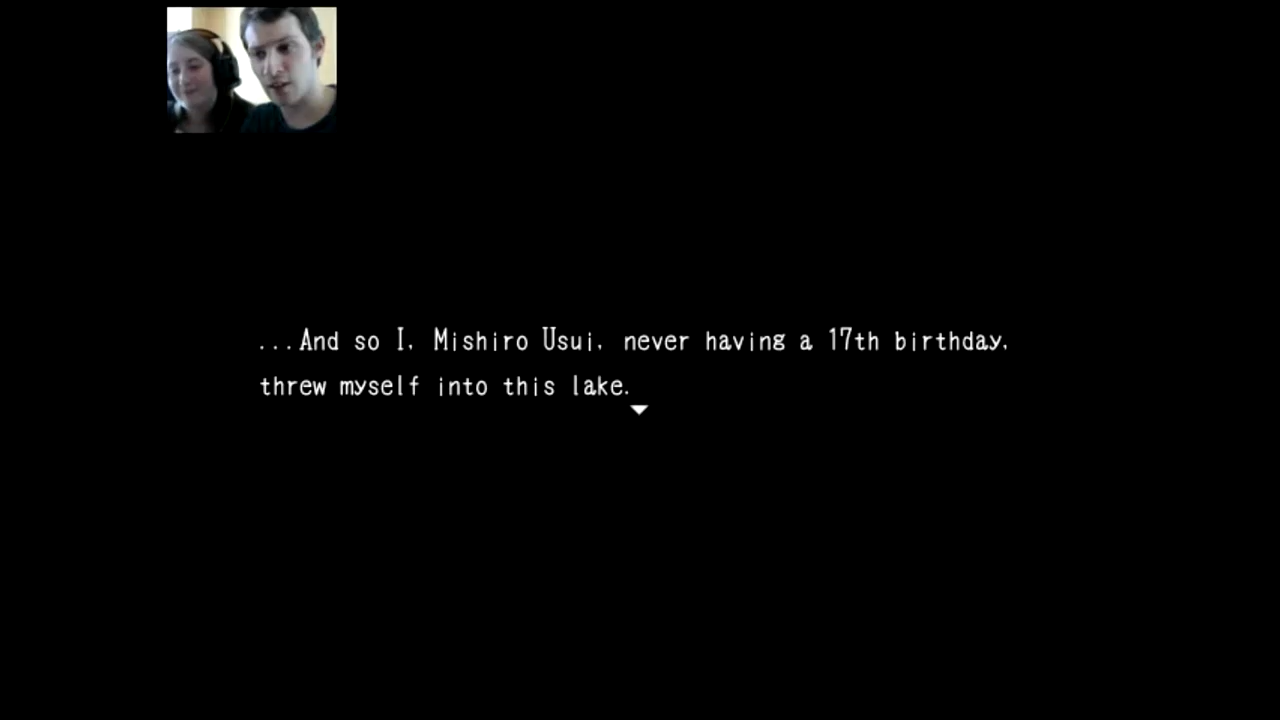 ...And so I, Mishiro Usui, never having a 17th birthday,
threw myself into this lake.